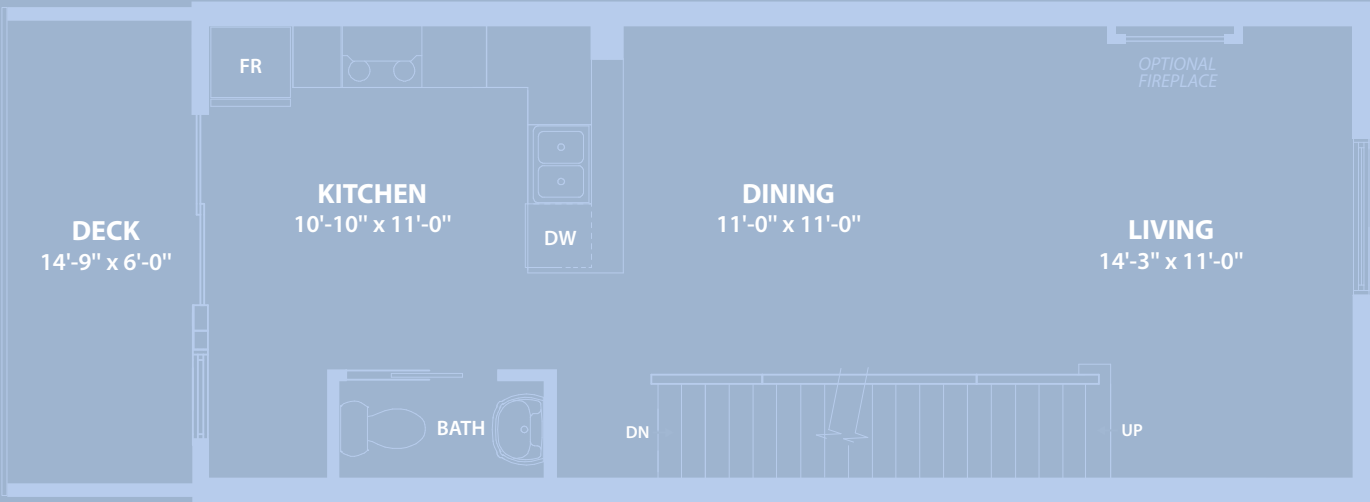 FR
OPTIONAL
FIREPLACE
KITCHEN
10'-10" x 11'-0"
DINING
11'-0" x 11'-0"
DECK
14'-9" x 6'-0"
DW
LIVING
14'-3" x 11'-0"
BATH
DN
UP